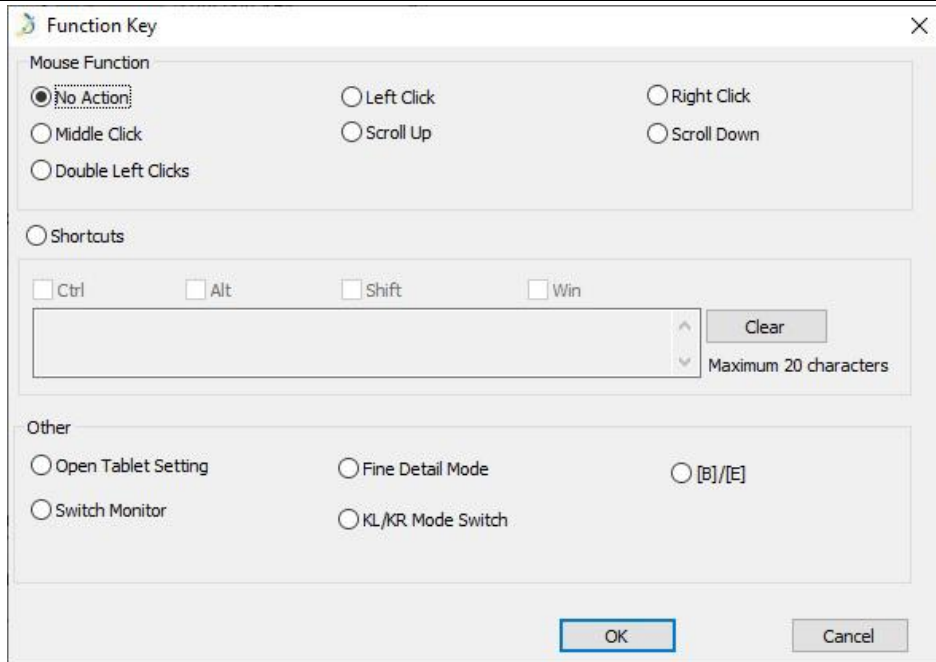 Function Key
Mouse Function
No Action Left Click Right Click
Middle Click Scroll Up Scroll Down
Double Left Clicks
Shortcuts
Ctrl Alt Shift Win
Clear
Maximum 20 characters
Other
Open Tablet Setting Fine Detail Mode [B]/[E]
Switch Monitor KL/KR Mode Switch
OK Cancel